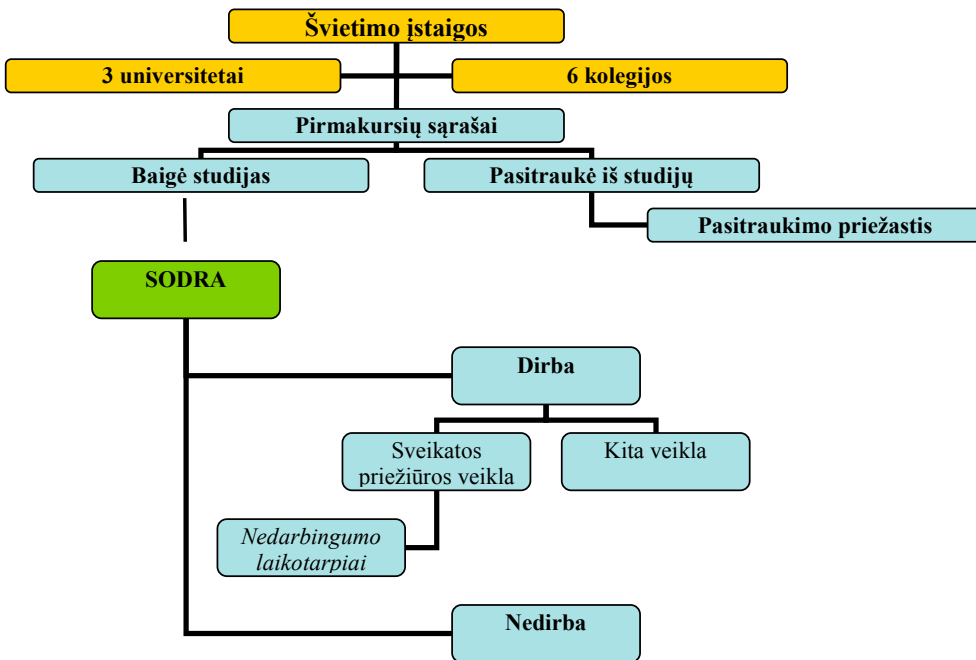 Švietimo įstaigos
3 universitetai
6 kolegijos
Pirmakursių sąrašai
Baigė studijas
Pasitraukė iš studijų
Pasitraukimo priežastis
SODRA
Dirba
Sveikatos
priežiūros veikla
Kita veikla
Nedarbingumo
laikotarpiai
Nedirba